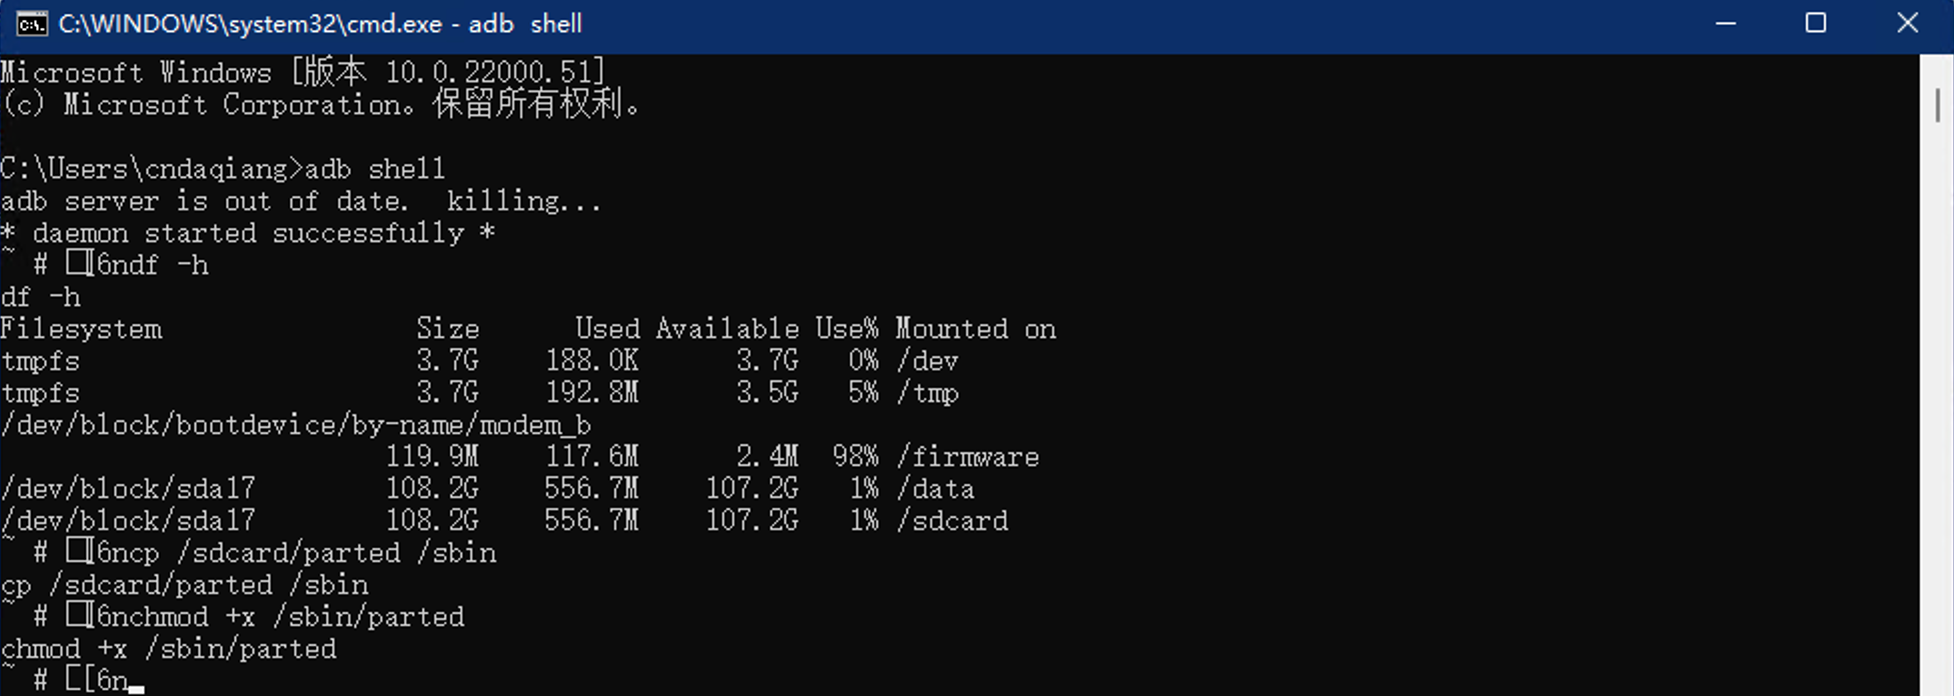 C:\WINDOWS\system32\cmd.exe - adb  shell
Microsoft Windows [版本 10.0.22000.51]
(c) Microsoft Corporation。保留所有权利。
C:\Users\cndaqiang>adb shell
adb server is out of date.  killing...
* daemon started successfully *
~ # [6ndf -h
df -h
Filesystem                Size      Used Available Use% Mounted on
tmpfs                     3.7G    188.0K      3.7G   0% /dev
tmpfs                     3.7G    192.8M      3.5G   5% /tmp
/dev/block/bootdevice/by-name/modem_b
                        119.9M    117.6M      2.4M  98% /firmware
/dev/block/sda17        108.2G    556.7M    107.2G   1% /data
/dev/block/sda17        108.2G    556.7M    107.2G   1% /sdcard
~ # [6ncp /sdcard/parted /sbin
cp /sdcard/parted /sbin
~ # [6nchmod +x /sbin/parted
chmod +x /sbin/parted
~ # [6n